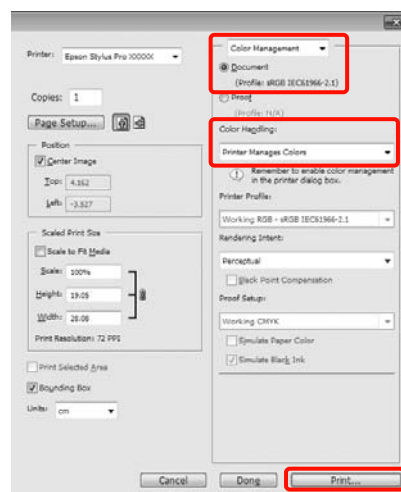 Printer: Epson Stylus Pro XXXXX
Copies: 1
Page Setup...
Position
Center Image
Top: 4.162
Left: -3.527
Scaled Print Size
Scale to Fit Media
Scale: 100%
Height: 19.05
Width: 28.08
Print Resolution: 72 PPI
Print Selected Area
Bounding Box
Units: cm
Color Management
Document
(Profile: sRGB IEC61966-2.1)
Proof
(Profile: N/A)
Color Handling:
Printer Manages Colors
Remember to enable color management
in the printer dialog box.
Printer Profile:
Working RGB - sRGB IEC61966-2.1
Rendering Intent:
Perceptual
Black Point Compensation
Proof Setup:
Working CMYK
Simulate Paper Color
Simulate Black Ink
Cancel
Done
Print...